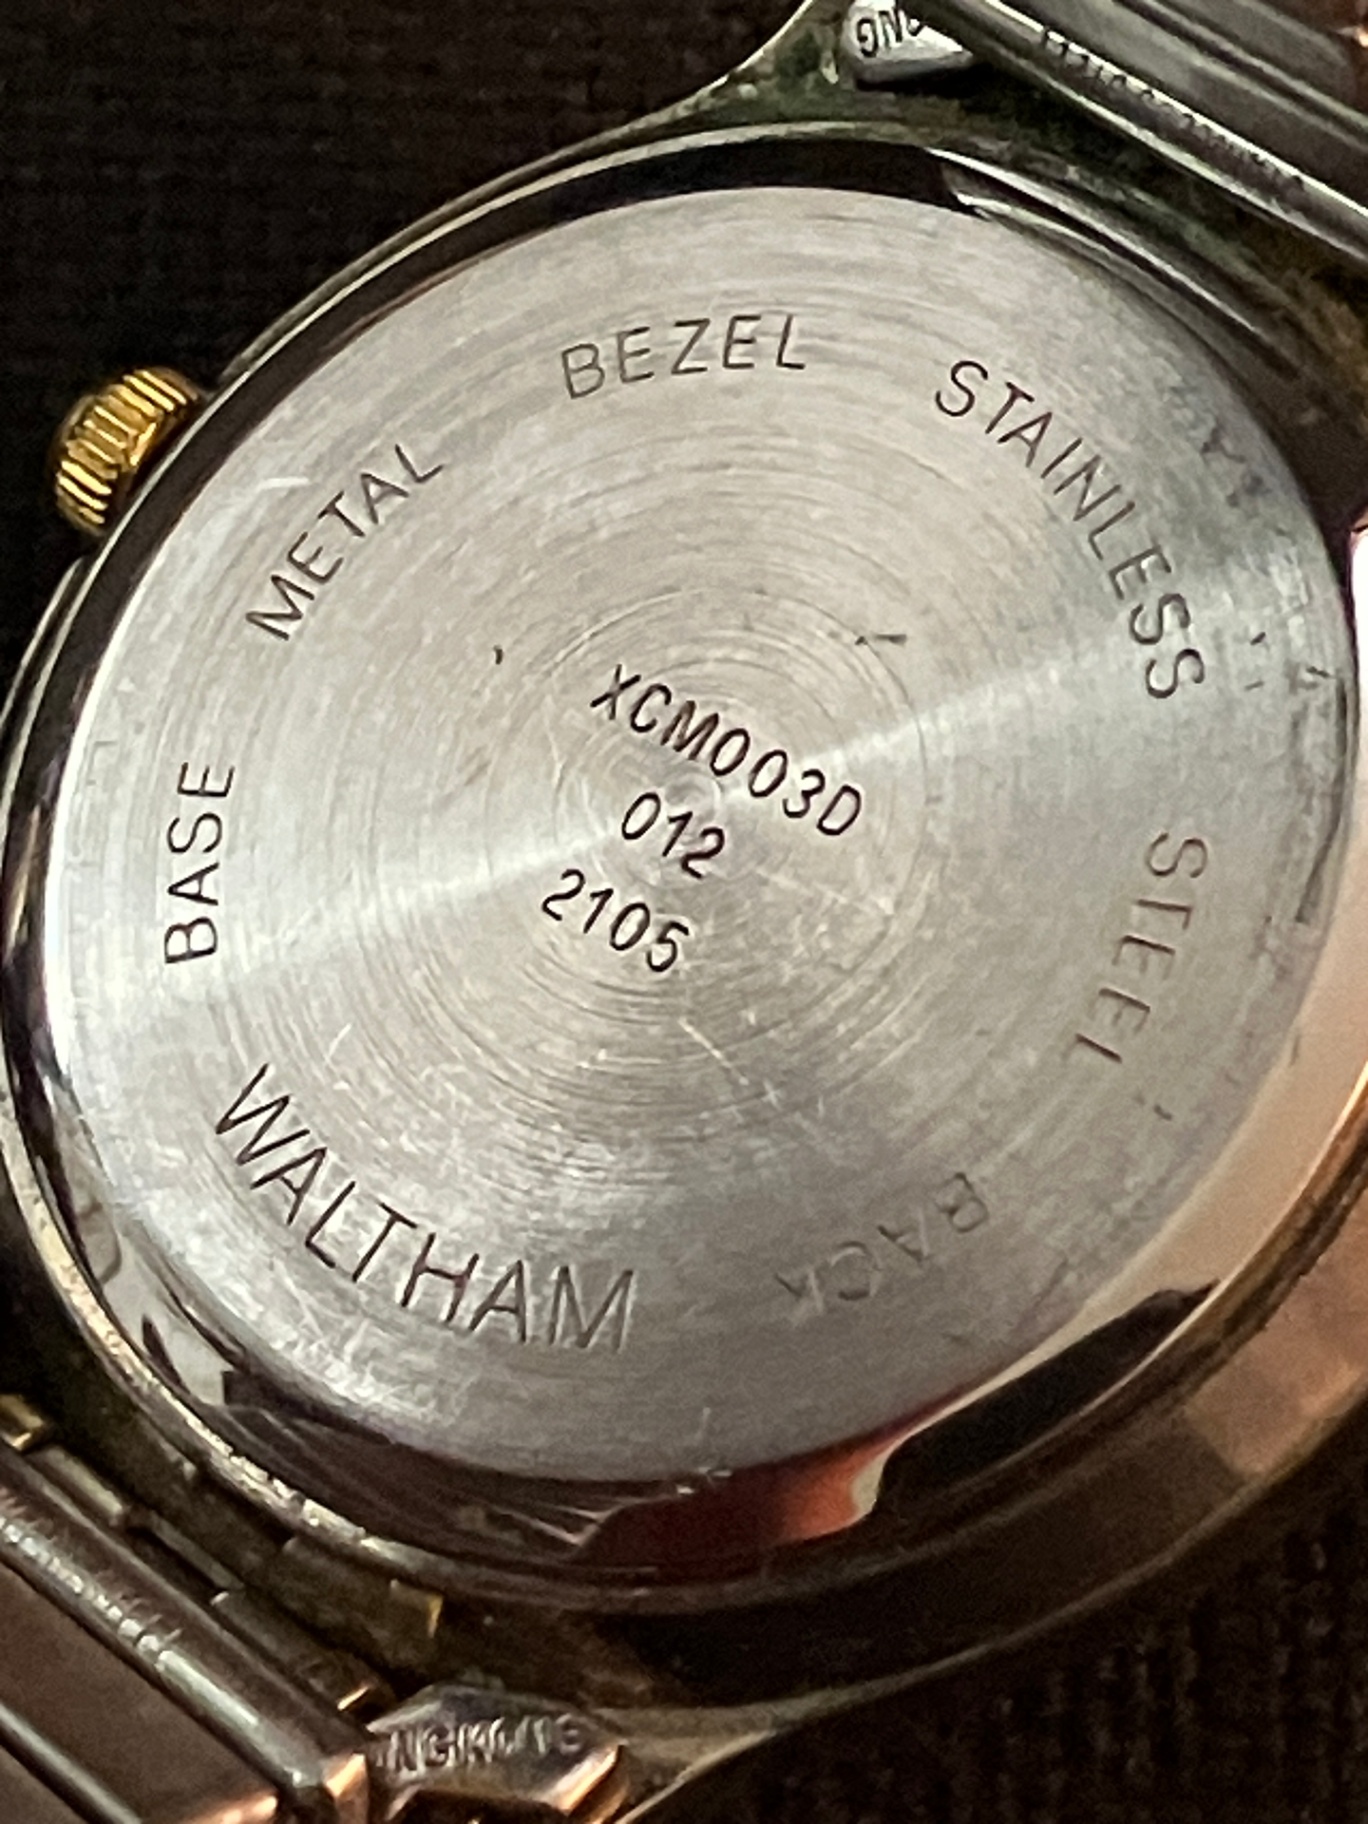 WALTHAM
BASE METAL BEZEL STAINLESS STEEL BACK
XCM003D
012
2105